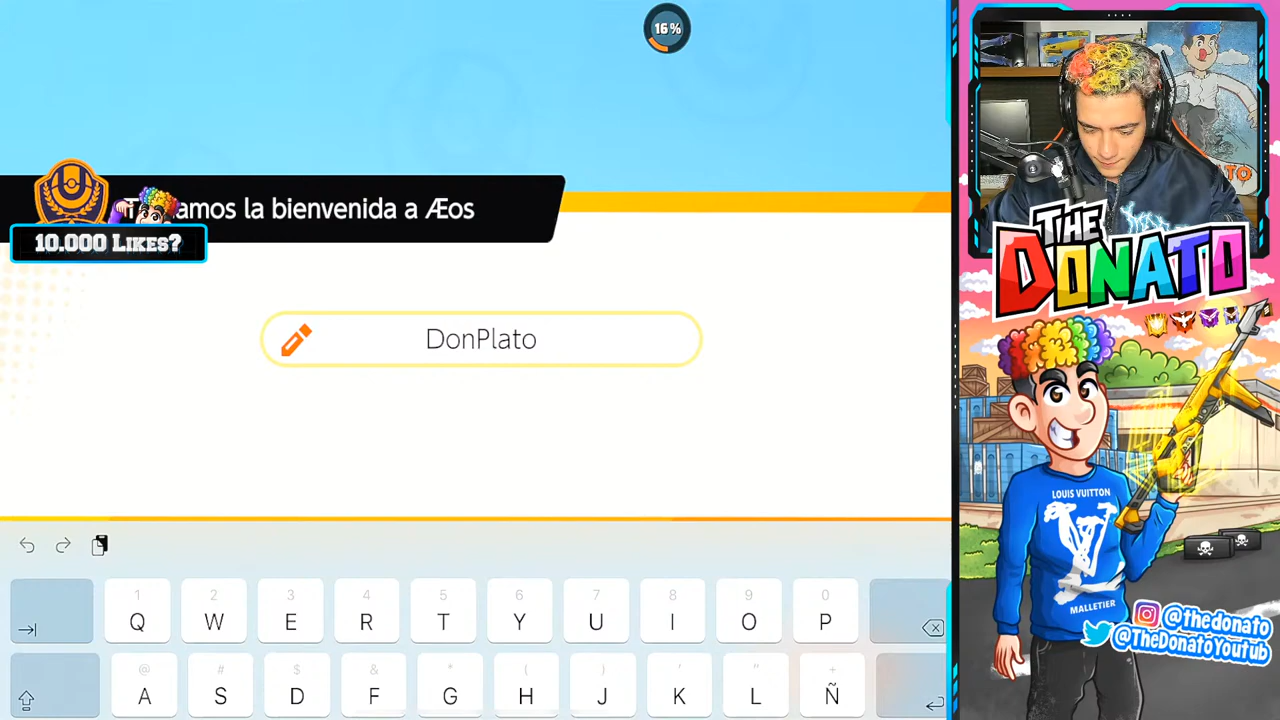 16 %
amos la bienvenida a Æos
10.000 LIKES?
DonPlato
1 2 3 4 5 6 7 8 9 0
Q W E R T Y U I O P
@ # $ & * ( ) ' " +
A S D F G H J K L Ñ
THE
DONATO
LOUIS VUITTON
MALLETIER
@thedonato
@TheDonatoYoutub